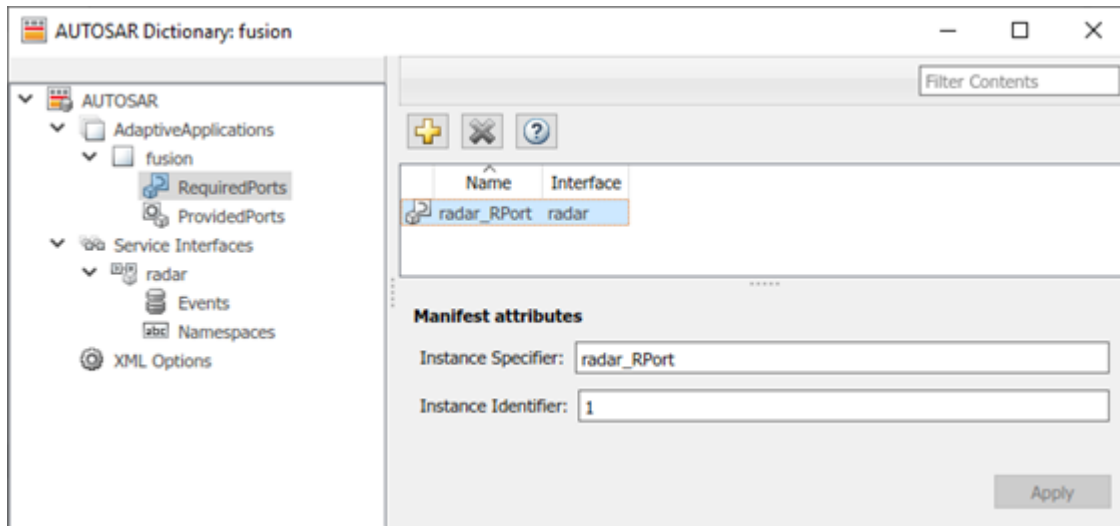 AUTOSAR Dictionary: fusion
Filter Contents
AUTOSAR
AdaptiveApplications
fusion
RequiredPorts
ProvidedPorts
Service Interfaces
radar
Events
abc Namespaces
XML Options
Name Interface
radar_RPort radar
Manifest attributes
Instance Specifier: radar_RPort
Instance Identifier: 1
Apply